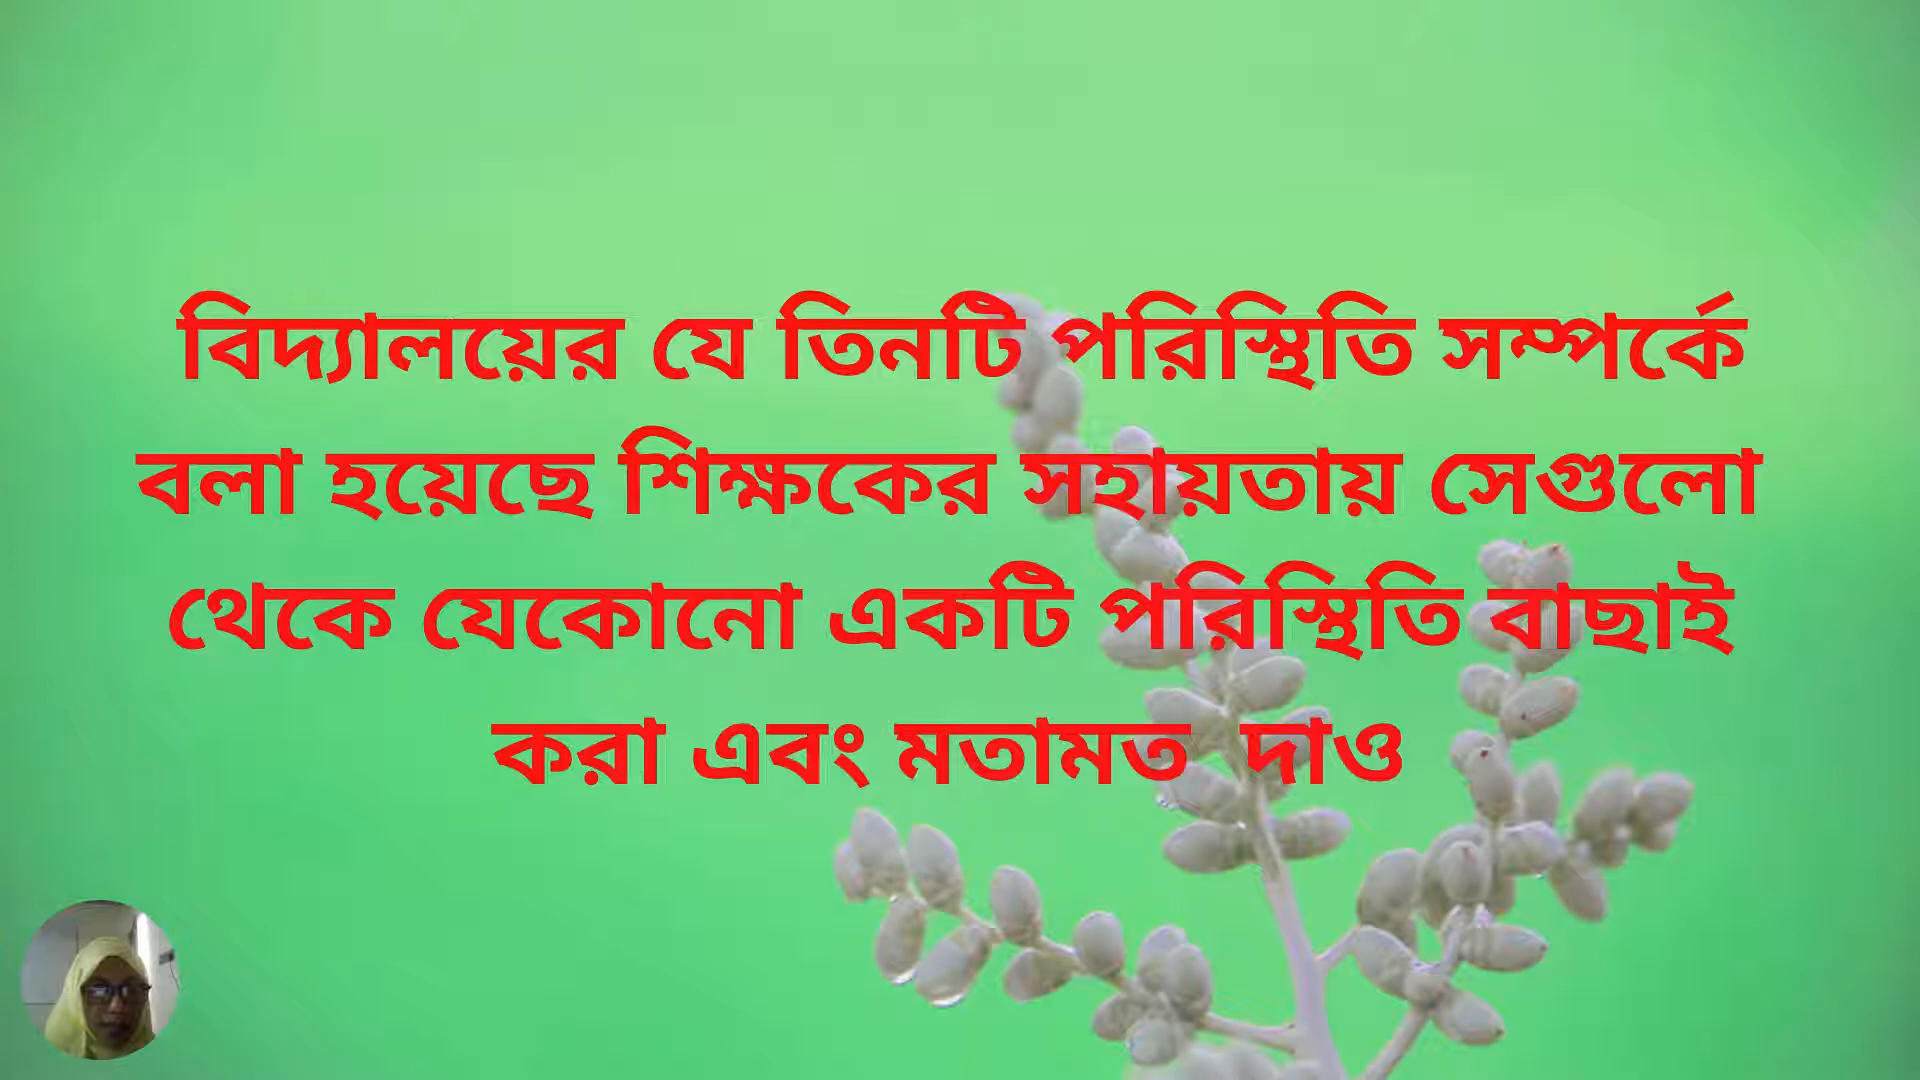 বিদ্যালয়ের যে তিনটি পরিস্থিতি সম্পর্কে
বলা হয়েছে শিক্ষকের সহায়তায় সেগুলো
থেকে যেকোনো একটি পরিস্থিতি বাছাই
করা এবং মতামত দাও